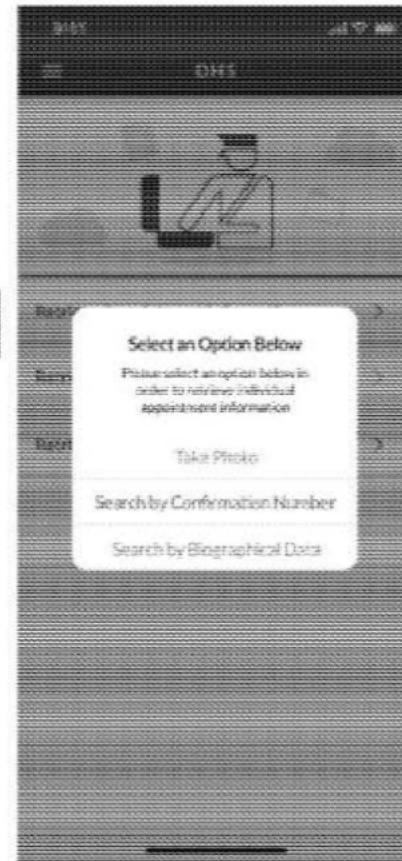 DHS
Select an Option Below
Please select an option below in
order to retrieve individual
appointment information
Take Photo
Search by Confirmation Number
Search by Biographical Data